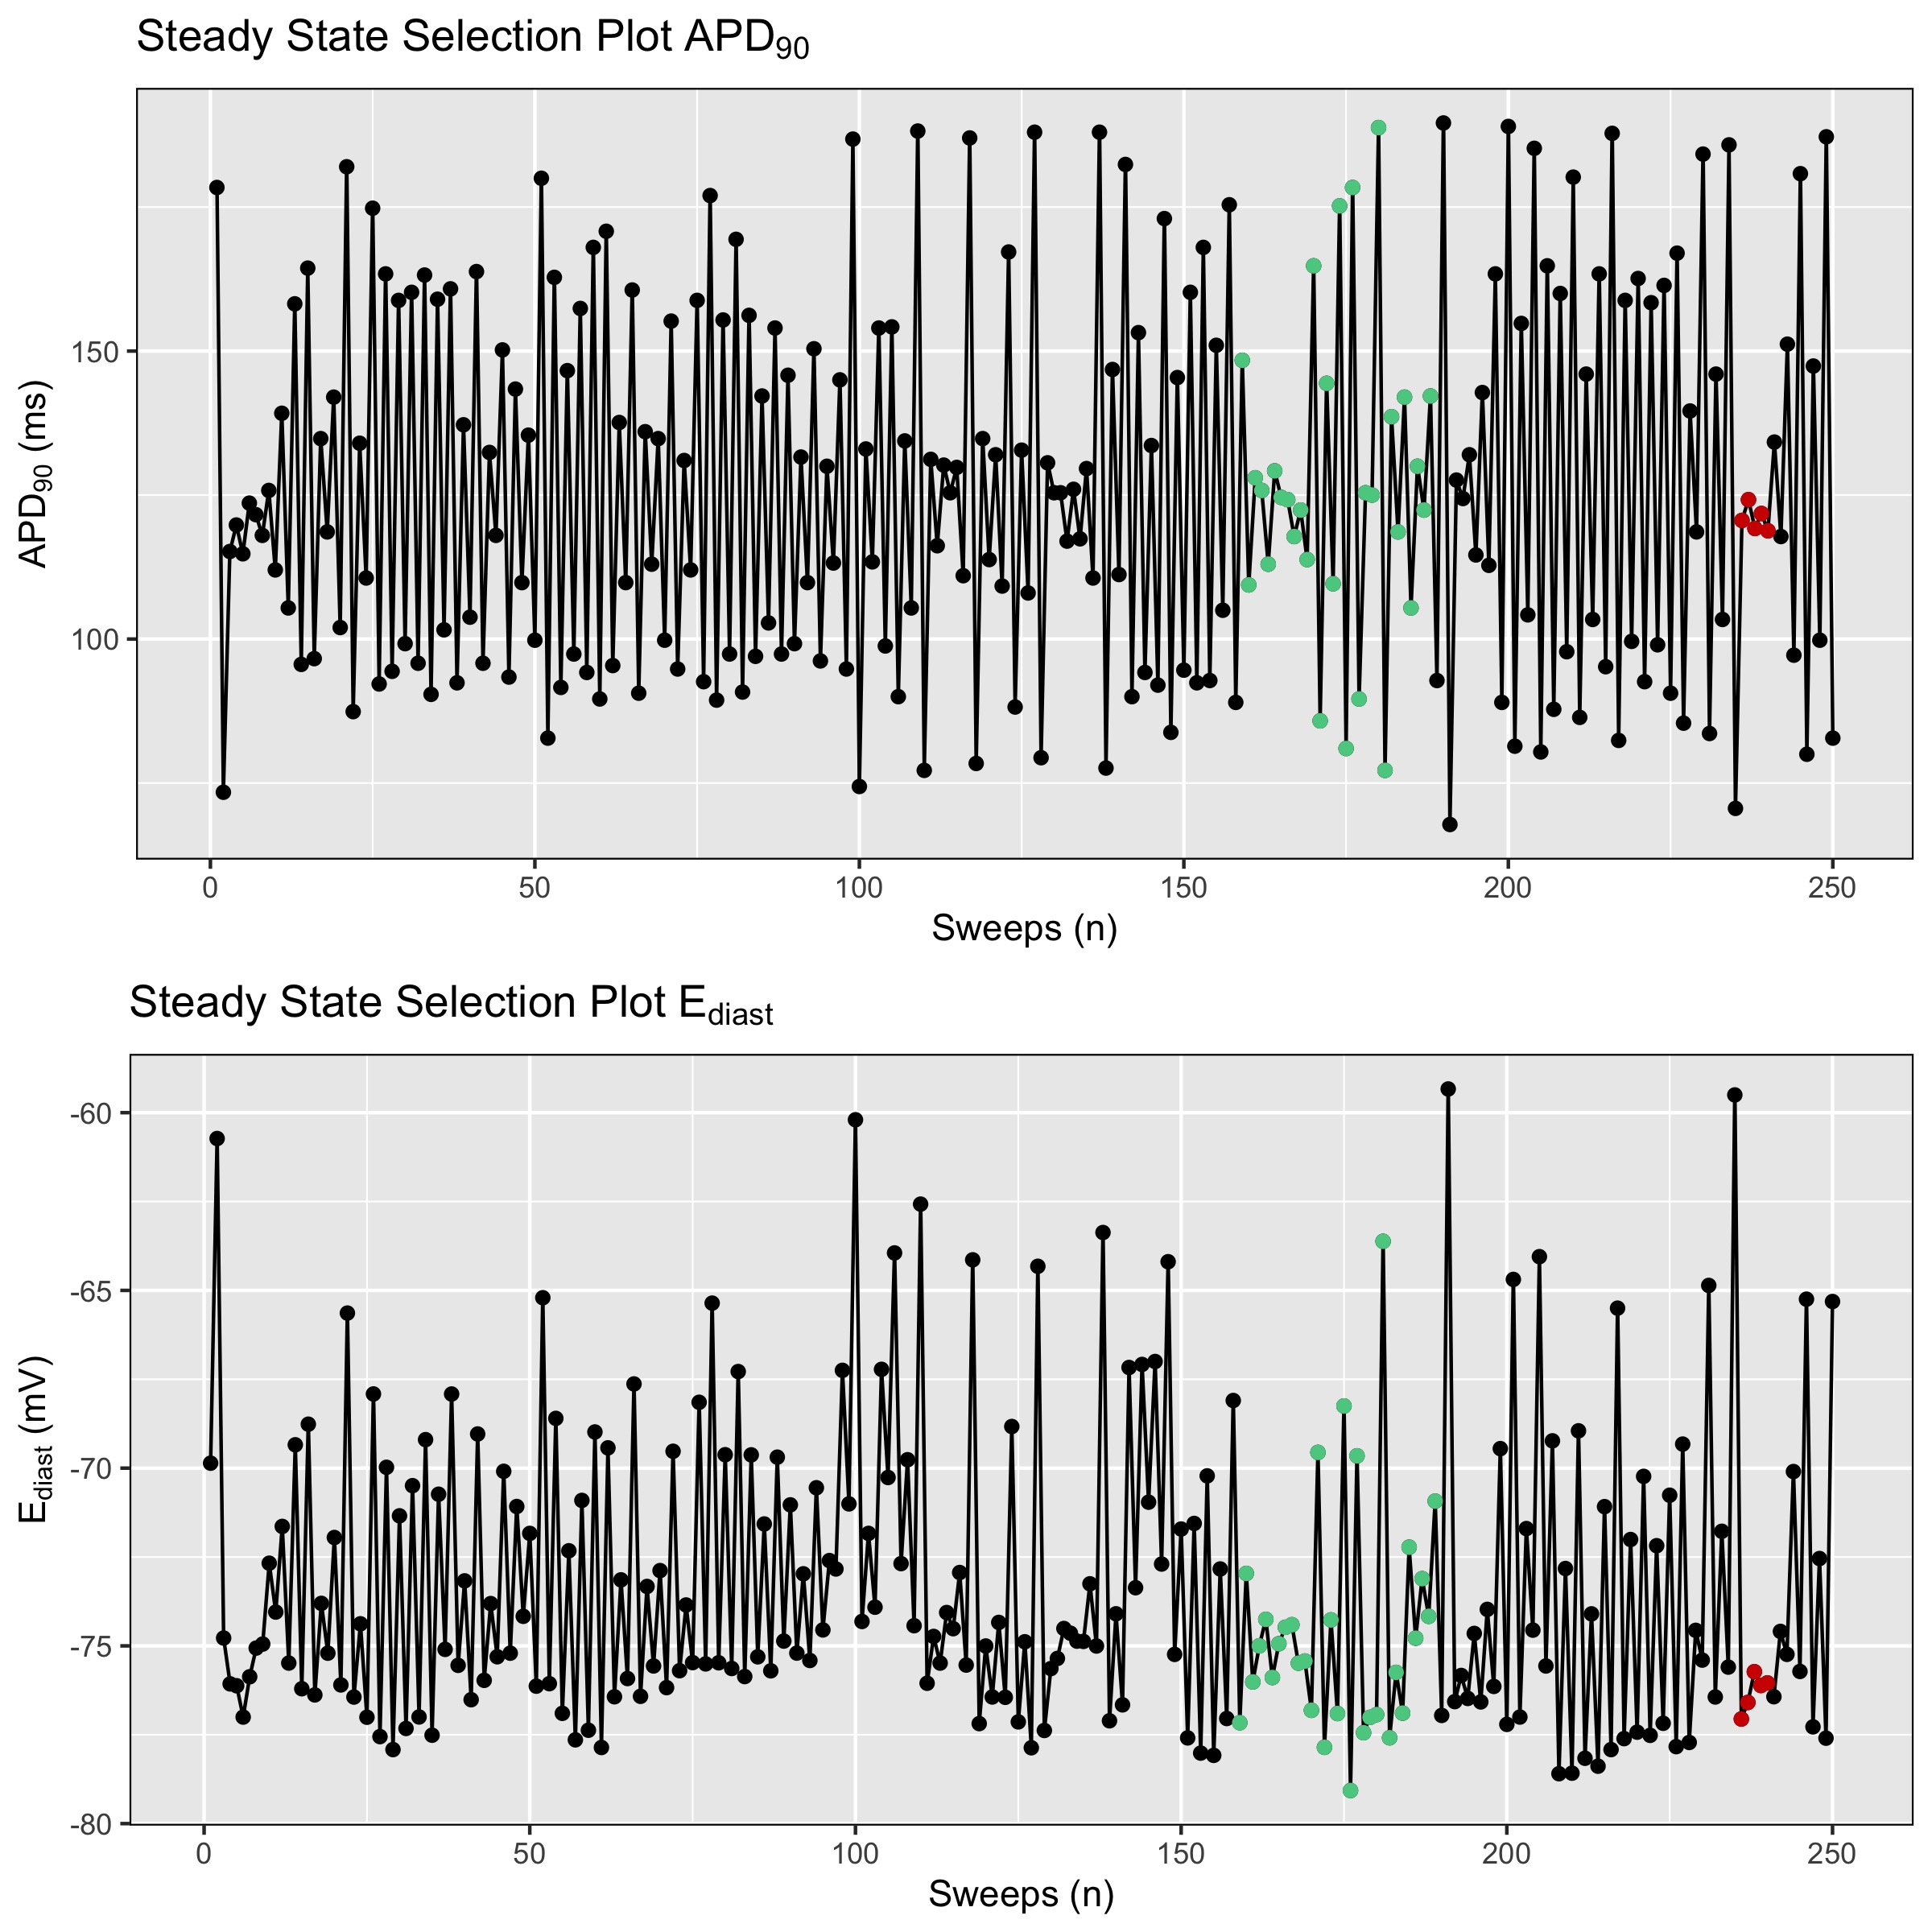 Steady State Selection Plot APD90
150
100
APD90 (ms)
0 50 100 150 200 250
Sweeps (n)
Steady State Selection Plot Ediast
-60
-65
-70
-75
-80
Ediast (mV)
0 50 100 150 200 250
Sweeps (n)